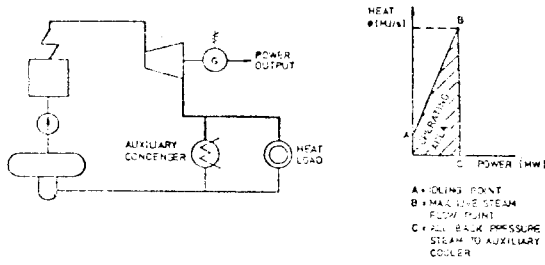 HEAT
Φ [MJ/s]
B
G
POWER
OUTPUT
AUXILIARY
CONDENSER
HEAT
LOAD
OPERATING
AREA
A
C
POWER [MW]
A = IDLING POINT
B = MAX LIVE STEAM
FLOW POINT
C = ALL BACK PRESSURE
STEAM TO AUXILIARY
COOLER